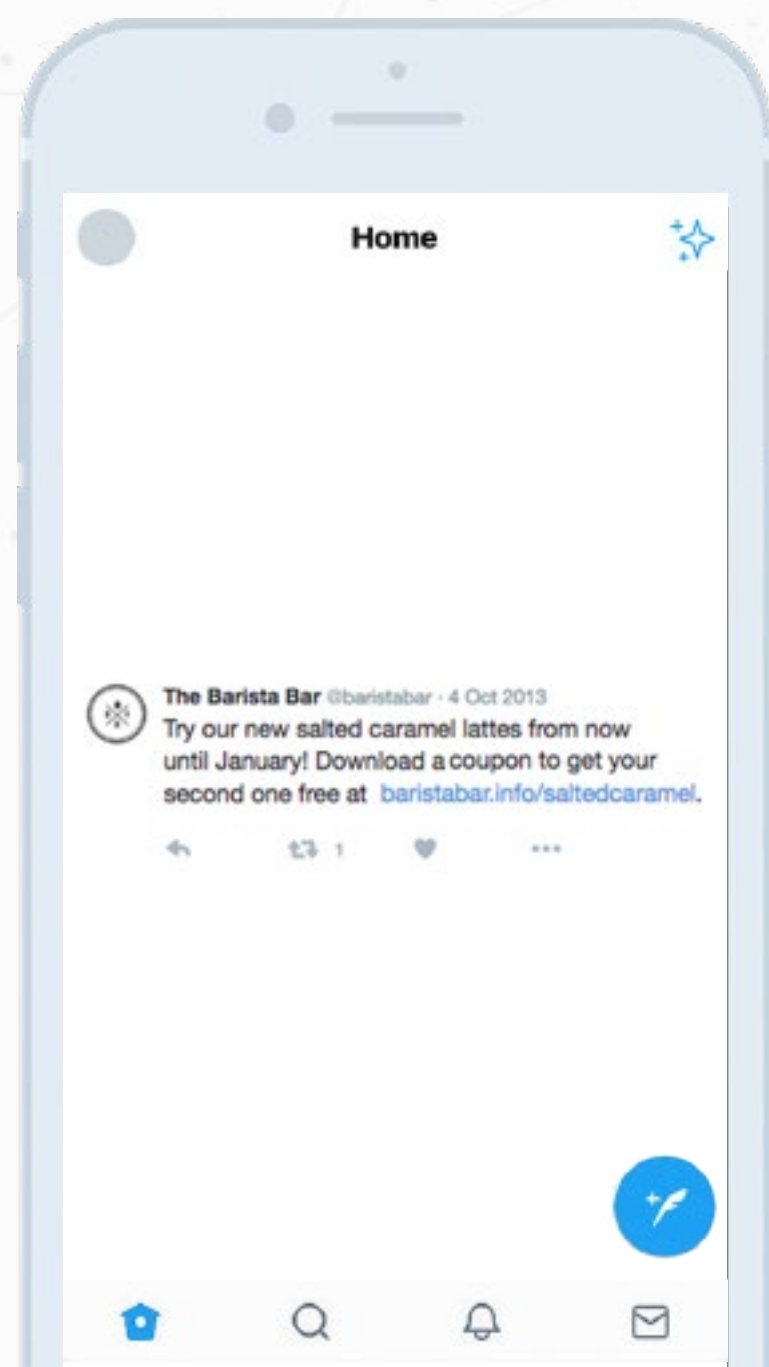 Home
The Barista Bar @baristabar · 4 Oct 2013
Try our new salted caramel lattes from now
until January! Download a coupon to get your
second one free at baristabar.info/saltedcaramel.
1